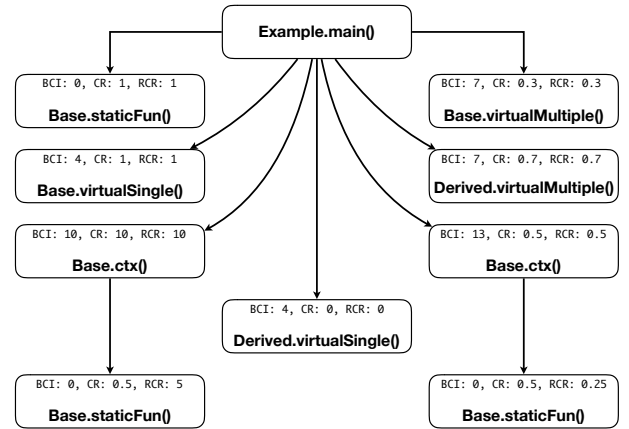 Example.main()
BCI: 0, CR: 1, RCR: 1
Base.staticFun()
BCI: 7, CR: 0.3, RCR: 0.3
Base.virtualMultiple()
BCI: 4, CR: 1, RCR: 1
Base.virtualSingle()
BCI: 7, CR: 0.7, RCR: 0.7
Derived.virtualMultiple()
BCI: 10, CR: 10, RCR: 10
Base.ctx()
BCI: 13, CR: 0.5, RCR: 0.5
Base.ctx()
BCI: 4, CR: 0, RCR: 0
Derived.virtualSingle()
BCI: 0, CR: 0.5, RCR: 5
Base.staticFun()
BCI: 0, CR: 0.5, RCR: 0.25
Base.staticFun()